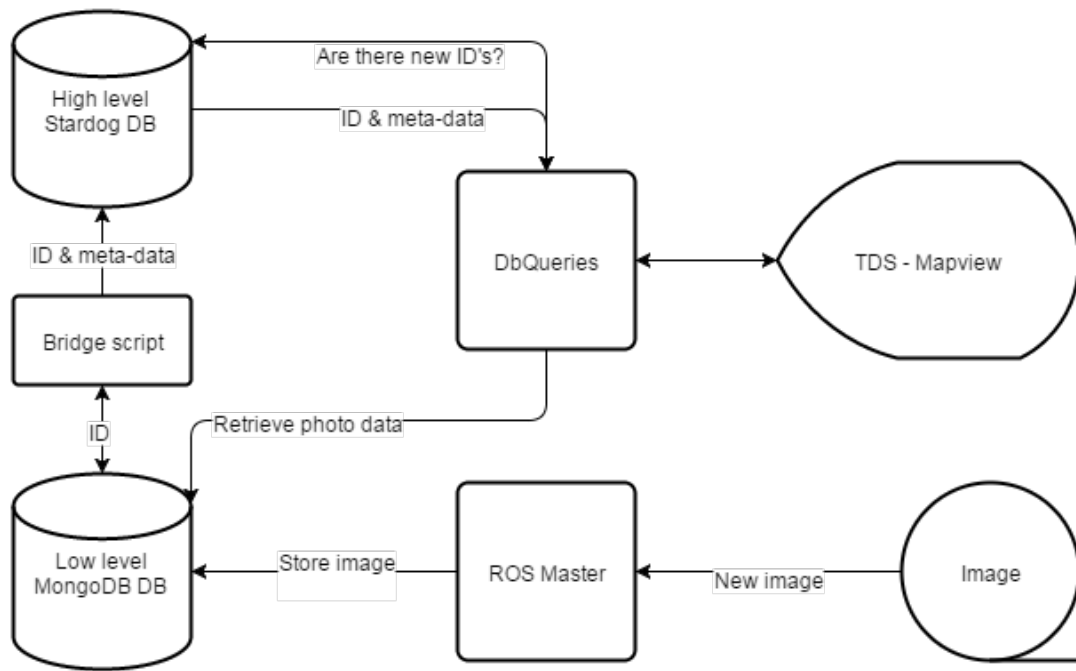 Are there new ID's?
High level
Stardog DB
ID & meta-data
ID & meta-data
DbQueries
TDS - Mapview
Bridge script
Retrieve photo data
ID
Low level
MongoDB DB
Store image
ROS Master
New image
Image